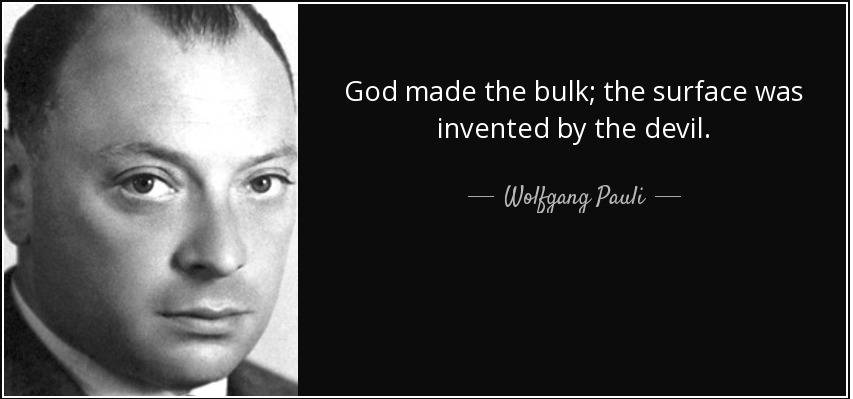 God made the bulk; the surface was
invented by the devil.
Wolfgang Pauli